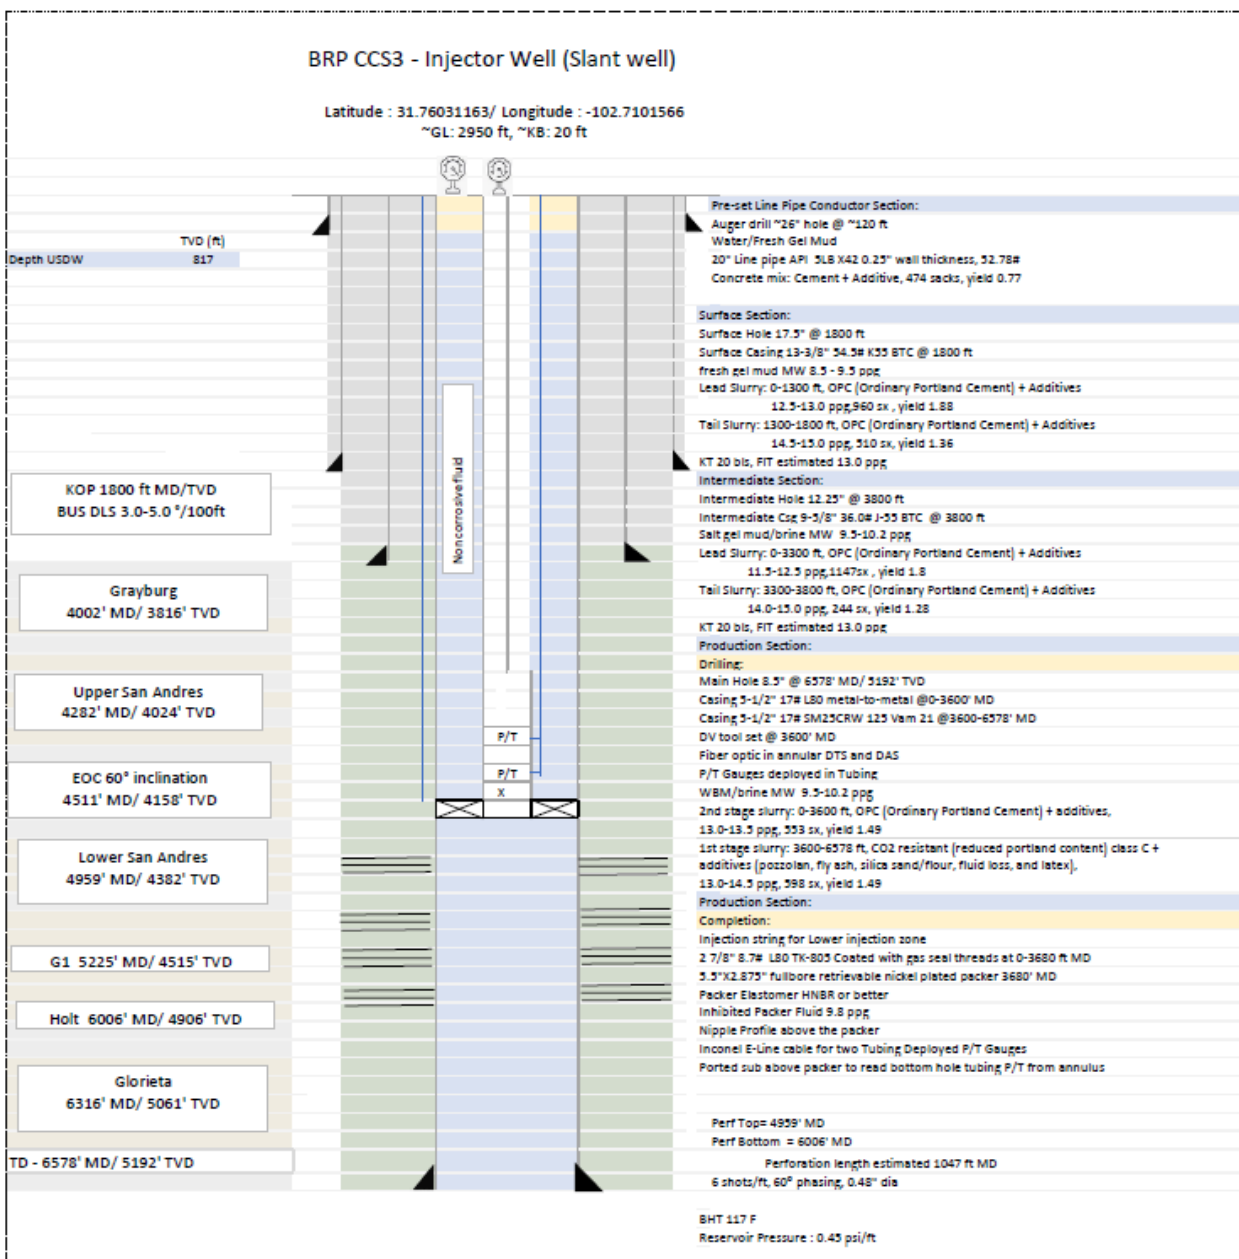 BRP CCS3 - Injector Well (Slant well)
Latitude : 31.76031163/ Longitude : -102.7101566
~GL: 2950 ft, ~KB: 20 ft
TVD (ft)
Depth USDW 817
KOP 1800 ft MD/TVD
BUS DLS 3.0-5.0 °/100ft
Grayburg
4002' MD/ 3816' TVD
Upper San Andres
4282' MD/ 4024' TVD
EOC 60° inclination
4511' MD/ 4158' TVD
Lower San Andres
4959' MD/ 4382' TVD
G1 5225' MD/ 4515' TVD
Holt 6006' MD/ 4906' TVD
Glorieta
6316' MD/ 5061' TVD
TD - 6578' MD/ 5192' TVD
Noncorrosive fluid
P/T
P/T
X
Pre-set Line Pipe Conductor Section:
Auger drill ~26" hole @ ~120 ft
Water/Fresh Gel Mud
20" Line pipe API 5LB X42 0.25" wall thickness, 52.78#
Concrete mix: Cement + Additive, 474 sacks, yield 0.77
Surface Section:
Surface Hole 17.5" @ 1800 ft
Surface Casing 13-3/8" 54.5# K55 BTC @ 1800 ft
fresh gel mud MW 8.5 - 9.5 ppg
Lead Slurry: 0-1300 ft, OPC (Ordinary Portland Cement) + Additives
12.5-13.0 ppg,960 sx , yield 1.88
Tail Slurry: 1300-1800 ft, OPC (Ordinary Portland Cement) + Additives
14.5-15.0 ppg, 510 sx, yield 1.36
KT 20 bls, FIT estimated 13.0 ppg
Intermediate Section:
Intermediate Hole 12.25" @ 3800 ft
Intermediate Csg 9-5/8" 36.0# J-55 BTC @ 3800 ft
Salt gel mud/brine MW 9.5-10.2 ppg
Lead Slurry: 0-3300 ft, OPC (Ordinary Portland Cement) + Additives
11.5-12.5 ppg,1147sx , yield 1.8
Tail Slurry: 3300-3800 ft, OPC (Ordinary Portland Cement) + Additives
14.0-15.0 ppg, 244 sx, yield 1.28
KT 20 bls, FIT estimated 13.0 ppg
Production Section:
Drilling:
Main Hole 8.5" @ 6578' MD/ 5192' TVD
Casing 5-1/2" 17# L80 metal-to-metal @0-3600' MD
Casing 5-1/2" 17# SM25CRW 125 Vam 21 @3600-6578' MD
DV tool set @ 3600' MD
Fiber optic in annular DTS and DAS
P/T Gauges deployed in Tubing
WBM/brine MW 9.5-10.2 ppg
2nd stage slurry: 0-3600 ft, OPC (Ordinary Portland Cement) + additives,
13.0-13.5 ppg, 553 sx, yield 1.49
1st stage slurry: 3600-6578 ft, CO2 resistant (reduced portland content) class C +
additives (pozzolan, fly ash, silica sand/flour, fluid loss, and latex),
13.0-14.5 ppg, 598 sx, yield 1.49
Production Section:
Completion:
Injection string for Lower injection zone
2 7/8" 8.7# L80 TK-805 Coated with gas seal threads at 0-3680 ft MD
5.5"X2.875" fullbore retrievable nickel plated packer 3680' MD
Packer Elastomer HNBR or better
Inhibited Packer Fluid 9.8 ppg
Nipple Profile above the packer
Inconel E-Line cable for two Tubing Deployed P/T Gauges
Ported sub above packer to read bottom hole tubing P/T from annulus
Perf Top= 4959' MD
Perf Bottom = 6006' MD
Perforation length estimated 1047 ft MD
6 shots/ft, 60° phasing, 0.48" dia
BHT 117 F
Reservoir Pressure : 0.45 psi/ft